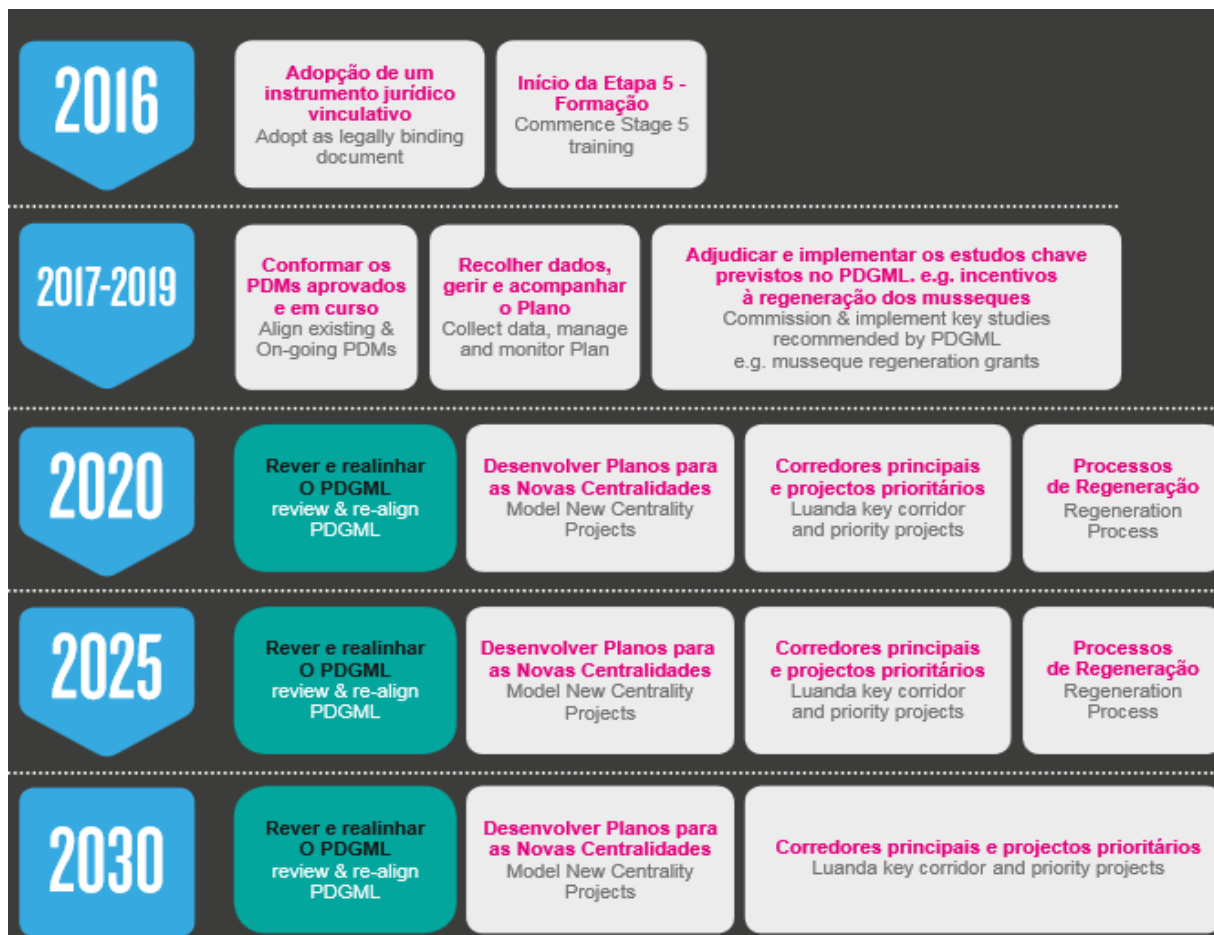 2016
Adopção de um
instrumento jurídico
vinculativo
Adopt as legally binding
document
Início da Etapa 5 -
Formação
Commence Stage 5
training
2017-2019
Conformar os
PDMs aprovados
e em curso
Align existing &
On-going PDMs
Recolher dados,
gerir e acompanhar
o Plano
Collect data, manage
and monitor Plan
Adjudicar e implementar os estudos chave
previstos no PDGML. e.g. incentivos
à regeneração dos musseques
Commission & implement key studies
recommended by PDGML
e.g. musseque regeneration grants
2020
Rever e realinhar
O PDGML
review & re-align
PDGML
Desenvolver Planos para
as Novas Centralidades
Model New Centrality
Projects
Corredores principais
e projectos prioritários
Luanda key corridor
and priority projects
Processos
de Regeneração
Regeneration
Process
2025
Rever e realinhar
O PDGML
review & re-align
PDGML
Desenvolver Planos para
as Novas Centralidades
Model New Centrality
Projects
Corredores principais
e projectos prioritários
Luanda key corridor
and priority projects
Processos
de Regeneração
Regeneration
Process
2030
Rever e realinhar
O PDGML
review & re-align
PDGML
Desenvolver Planos para
as Novas Centralidades
Model New Centrality
Projects
Corredores principais e projectos prioritários
Luanda key corridor and priority projects